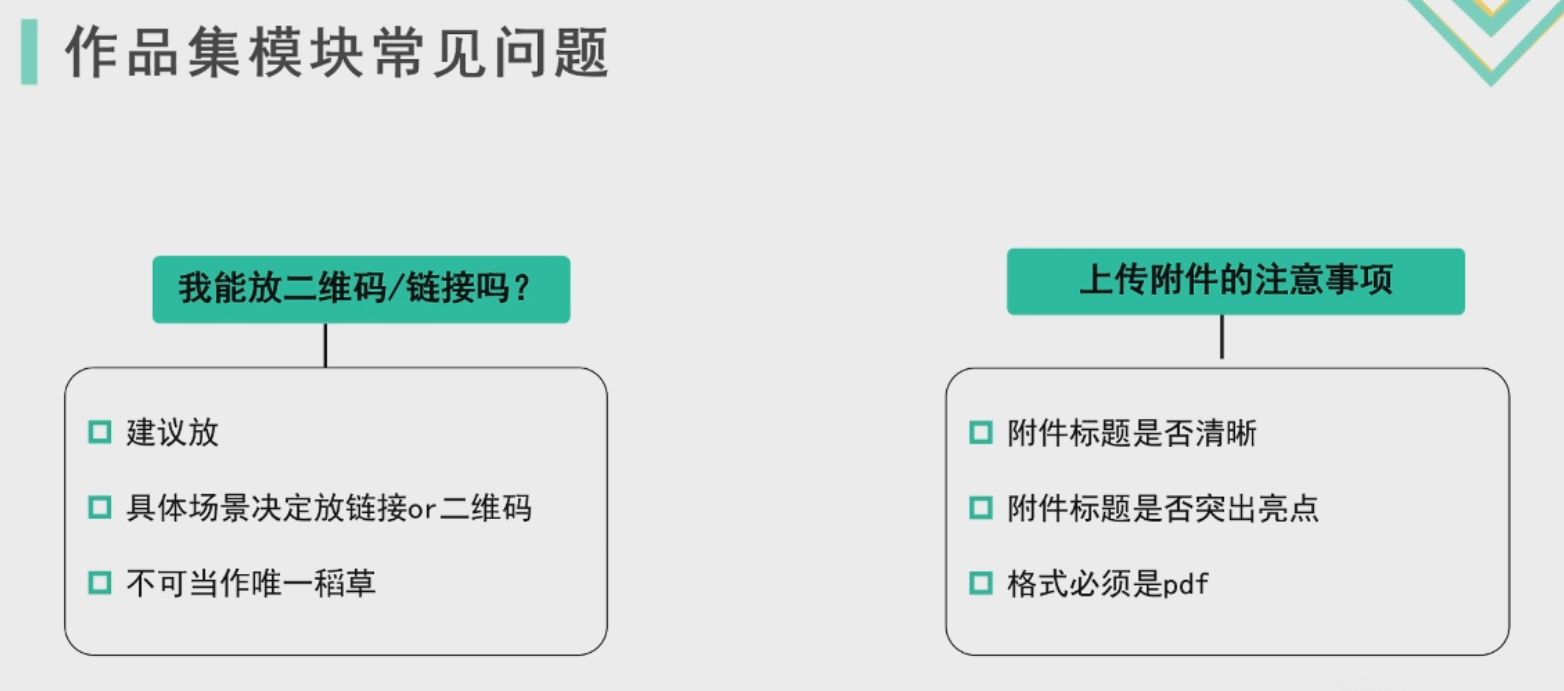 作品集模块常见问题
我能放二维码/链接吗?
建议放
具体场景决定放链接or二维码
不可当作唯一稻草
上传附件的注意事项
附件标题是否清晰
附件标题是否突出亮点
格式必须是pdf